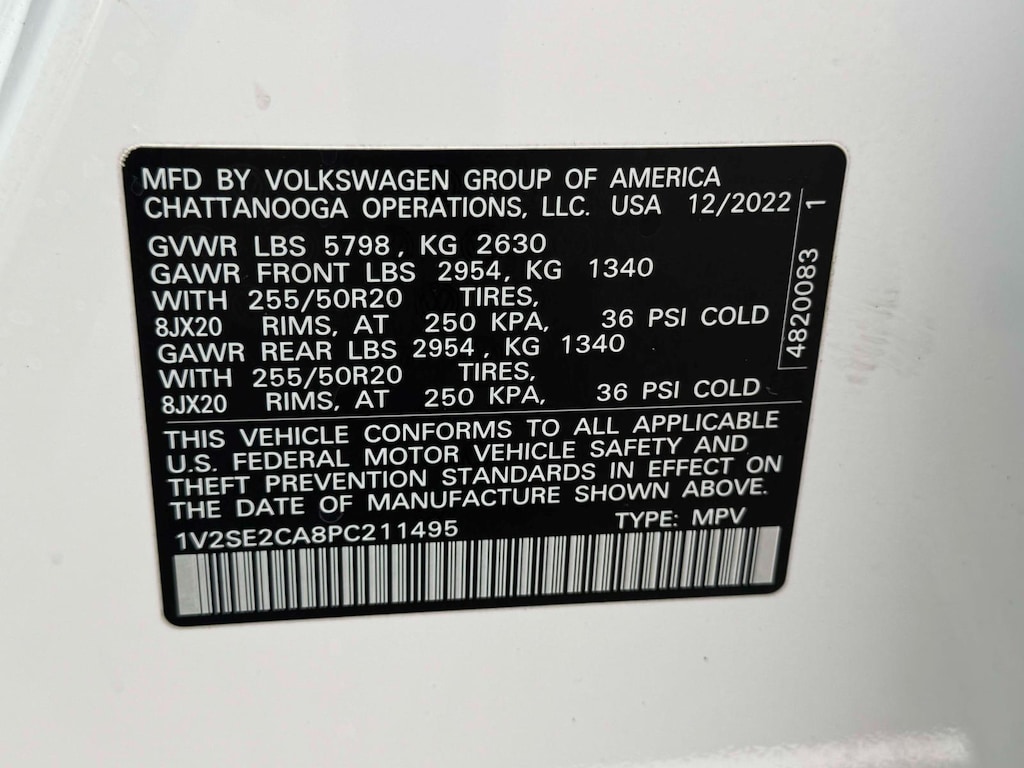 MFD BY VOLKSWAGEN GROUP OF AMERICA
CHATTANOOGA OPERATIONS, LLC. USA 12/2022
GVWR LBS 5798, KG 2630
GAWR FRONT LBS 2954, KG 1340
WITH 255/50R20 TIRES,
8JX20 RIMS, AT 250 KPA, 36 PSI COLD
GAWR REAR LBS 2954, KG 1340
WITH 255/50R20 TIRES,
8JX20 RIMS, AT 250 KPA, 36 PSI COLD
4820083 1
THIS VEHICLE CONFORMS TO ALL APPLICABLE
U.S. FEDERAL MOTOR VEHICLE SAFETY AND
THEFT PREVENTION STANDARDS IN EFFECT ON
THE DATE OF MANUFACTURE SHOWN ABOVE.
1V2SE2CA8PC211495 TYPE: MPV